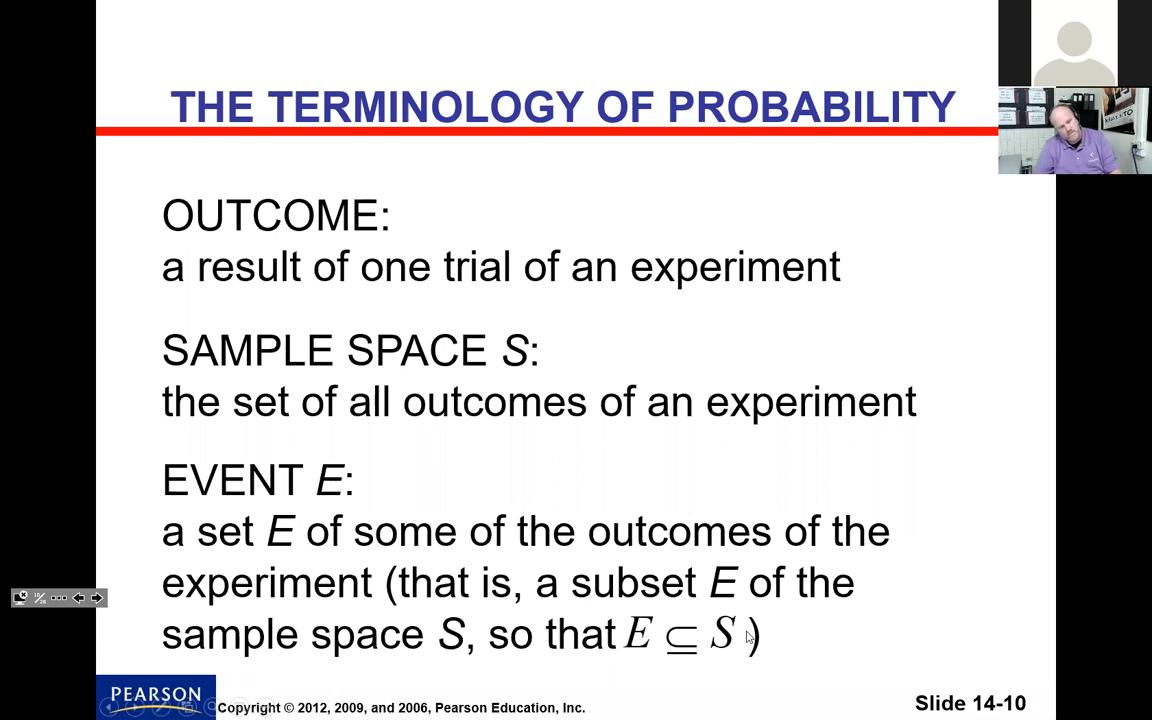 THE TERMINOLOGY OF PROBABILITY
OUTCOME:
a result of one trial of an experiment
SAMPLE SPACE S:
the set of all outcomes of an experiment
EVENT E:
a set E of some of the outcomes of the
experiment (that is, a subset E of the
sample space S, so that E ⊆ S )
PEARSON
Copyright © 2012, 2009, and 2006, Pearson Education, Inc.
Slide 14-10